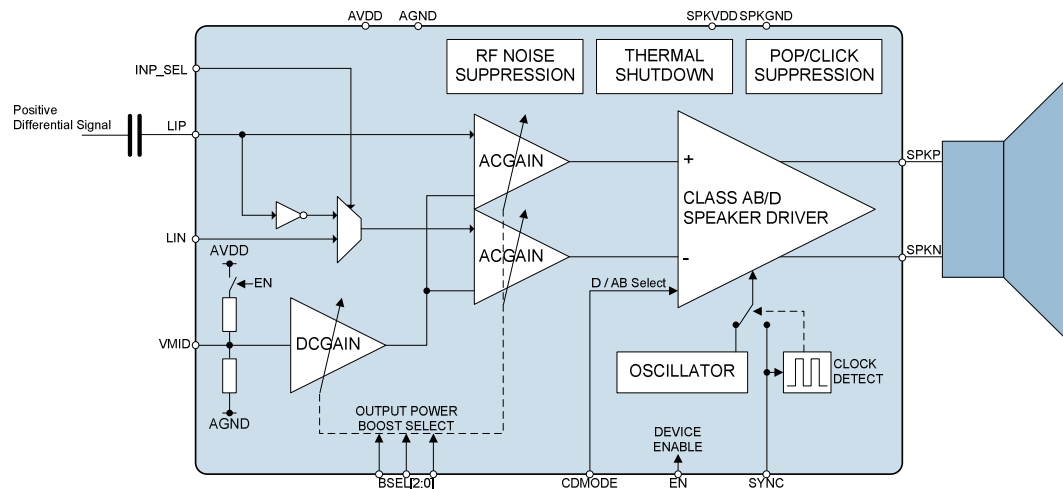 AVDD
AGND
SPKVDD
SPKGND
INP_SEL
RF NOISE
SUPPRESSION
THERMAL
SHUTDOWN
POP/CLICK
SUPPRESSION
Positive
Differential Signal
LIP
ACGAIN
+
CLASS AB/D
SPEAKER DRIVER
-
SPKP
LIN
ACGAIN
SPKN
AVDD
EN
D / AB Select
VMID
DCGAIN
OSCILLATOR
CLOCK
DETECT
AGND
OUTPUT POWER
BOOST SELECT
DEVICE
ENABLE
BSEL[2:0]
CDMODE
EN
SYNC